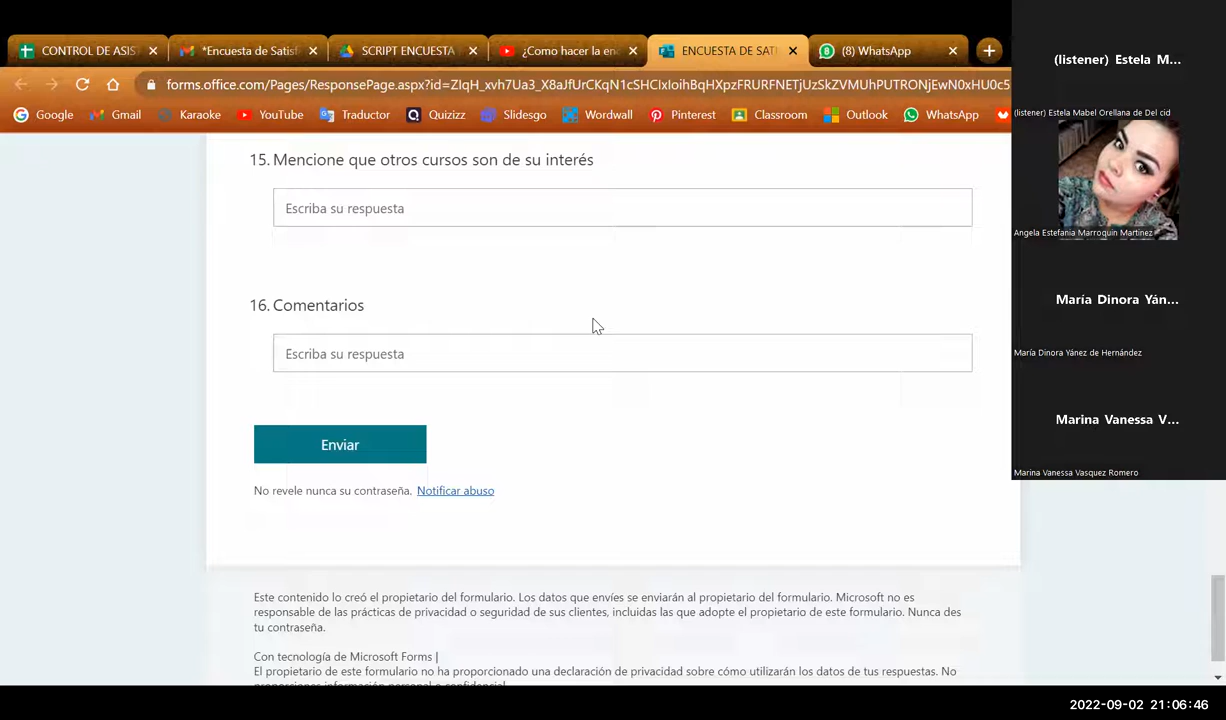 CONTROL DE ASIS
*Encuesta de Satisf
SCRIPT ENCUESTA
¿Como hacer la en
ENCUESTA DE SATI
(8) WhatsApp
forms.office.com/Pages/ResponsePage.aspx?id=
Google
Gmail
Karaoke
YouTube
Traductor
Quizizz
Slidesgo
Wordwall
Pinterest
Classroom
Outlook
WhatsApp
15. Mencione que otros cursos son de su interés
Escriba su respuesta
16. Comentarios
Escriba su respuesta
Enviar
No revele nunca su contraseña. Notificar abuso
Este contenido lo creó el propietario del formulario. Los datos que envíes se enviarán al propietario del formulario. Microsoft no es
responsable de las prácticas de privacidad o seguridad de sus clientes, incluidas las que adopte el propietario de este formulario. Nunca des
tu contraseña.
Con tecnología de Microsoft Forms |
El propietario de este formulario no ha proporcionado una declaración de privacidad sobre cómo utilizarán los datos de tus respuestas. No
proporciones información personal o confidencial.
(listener) Estela M...
(listener) Estela Mabel Orellana de Del cid
Angela Estefania Marroquin Martinez
María Dinora Yán...
María Dinora Yánez de Hernández
Marina Vanessa V...
Marina Vanessa Vasquez Romero
2022-09-02 21:06:46